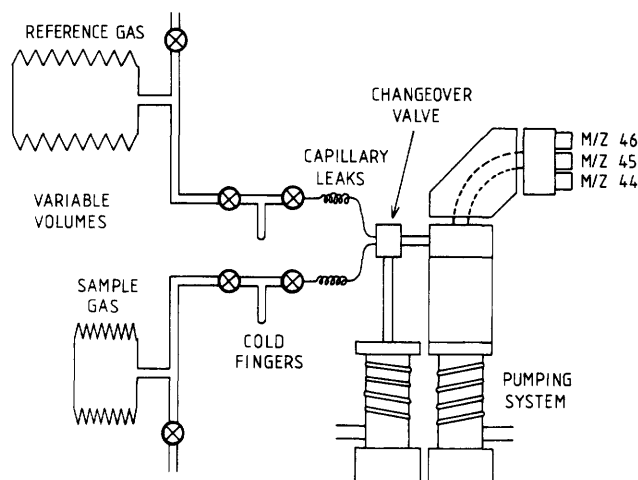 REFERENCE GAS
CHANGEOVER
VALVE
CAPILLARY
LEAKS
M/Z 46
M/Z 45
M/Z 44
VARIABLE
VOLUMES
SAMPLE
GAS
COLD
FINGERS
PUMPING
SYSTEM